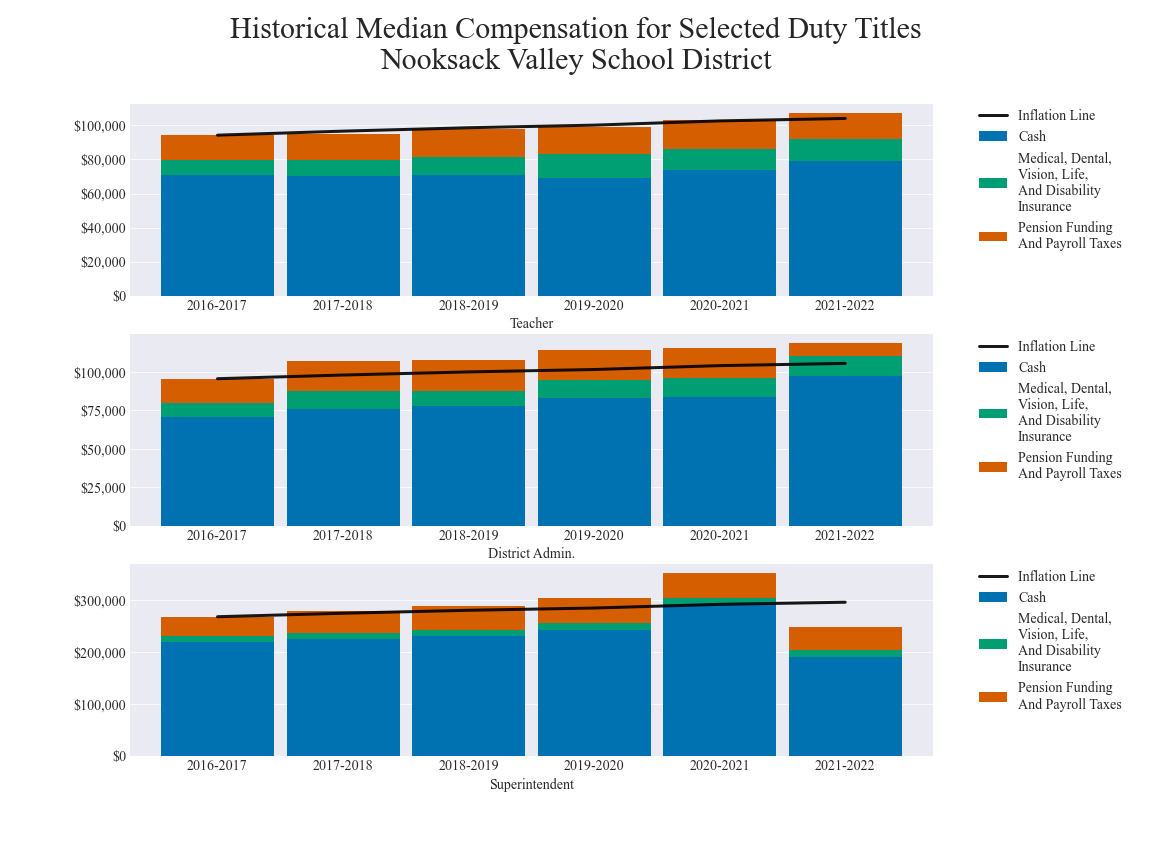 Historical Median Compensation for Selected Duty Titles
Nooksack Valley School District
$100,000
$80,000
$60,000
$40,000
$20,000
$0
2016-2017 2017-2018 2018-2019 2019-2020 2020-2021 2021-2022
Teacher
Inflation Line
Cash
Medical, Dental,
Vision, Life,
And Disability
Insurance
Pension Funding
And Payroll Taxes
$100,000
$75,000
$50,000
$25,000
$0
2016-2017 2017-2018 2018-2019 2019-2020 2020-2021 2021-2022
District Admin.
Inflation Line
Cash
Medical, Dental,
Vision, Life,
And Disability
Insurance
Pension Funding
And Payroll Taxes
$300,000
$200,000
$100,000
$0
2016-2017 2017-2018 2018-2019 2019-2020 2020-2021 2021-2022
Superintendent
Inflation Line
Cash
Medical, Dental,
Vision, Life,
And Disability
Insurance
Pension Funding
And Payroll Taxes